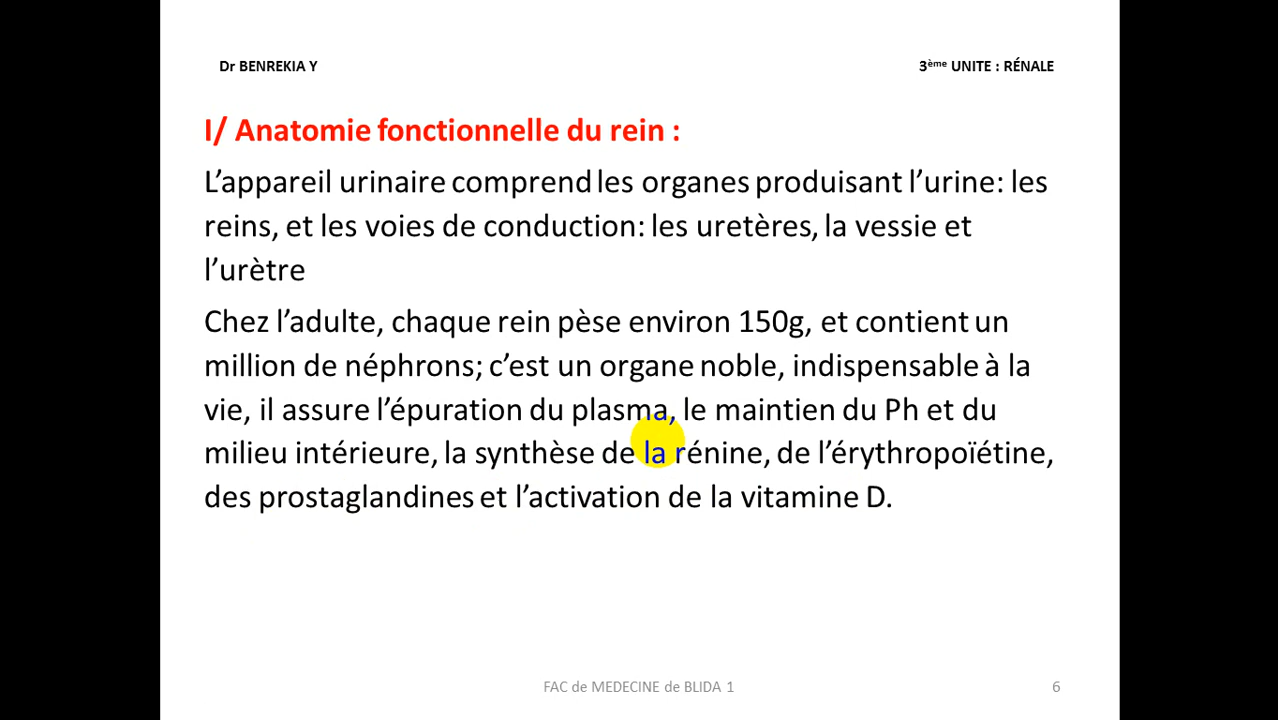 Dr BENREKIA Y
3ème UNITE : RÉNALE
I/ Anatomie fonctionnelle du rein :
L’appareil urinaire comprend les organes produisant l’urine: les
reins, et les voies de conduction: les uretères, la vessie et
l’urètre
Chez l’adulte, chaque rein pèse environ 150g, et contient un
million de néphrons; c’est un organe noble, indispensable à la
vie, il assure l’épuration du plasma, le maintien du Ph et du
milieu intérieure, la synthèse de la rénine, de l’érythropoïétine,
des prostaglandines et l’activation de la vitamine D.
FAC de MEDECINE de BLIDA 1
6